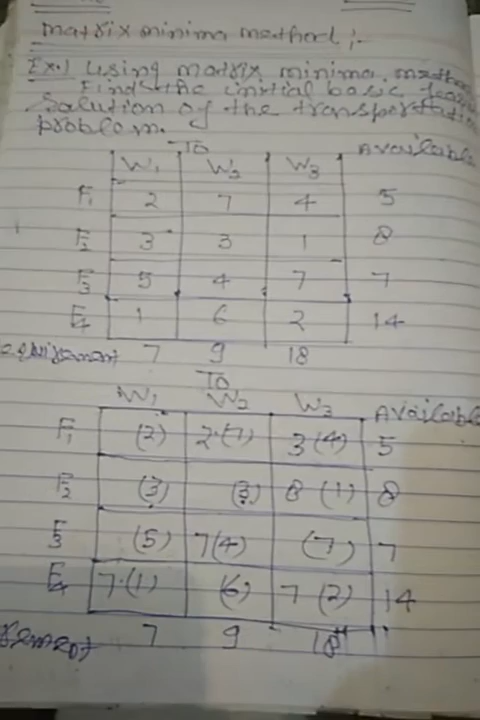 matrix minima method :-
Ex.1 Using matrix minima
Find the initial basic
Solution of the transportation
problem.
To
W1 W2 W3 Available
F1 2 7 4 5
F2 3 3 1 8
F3 5 4 7 7
F4 1 6 2 14
7 9 18
To
W1 W2 W3 Available
F1 (2) 2·(7) 3(4) 5
F2 (3) (3) 8 (1) 8
F3 (5) 7(4) (7) 7
F4 7·(1) (6) 7 (2) 14
7 9 18